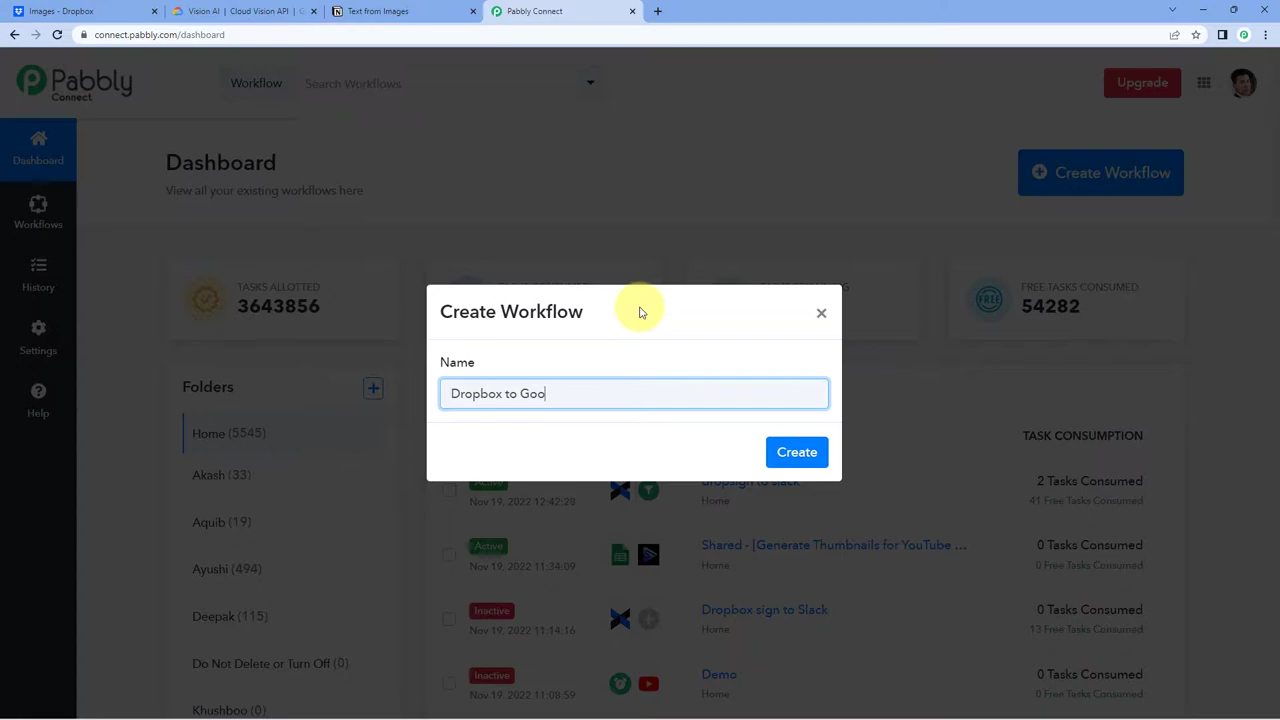 Images - Dropbox
Vision AI | Cloud Vision API | G
Text from Images
Pabbly Connect
connect.pabbly.com/dashboard
Pabbly
Connect
Workflow
Search Workflows
Upgrade
Dashboard
Workflows
History
Settings
Help
Dashboard
View all your existing workflows here
Create Workflow
TASKS ALLOTTED
3643856
FREE
FREE TASKS CONSUMED
54282
Create Workflow
×
Name
Dropbox to Goo
Create
Folders
Home (5545)
Akash (33)
Aquib (19)
Ayushi (494)
Deepak (115)
Do Not Delete or Turn Off (0)
Khushboo (0)
TASK CONSUMPTION
Active
Nov 19, 2022 12:42:28
dropsign to slack
Home
2 Tasks Consumed
41 Free Tasks Consumed
Active
Nov 19, 2022 11:34:09
Shared - [Generate Thumbnails for YouTube ...
Home
0 Tasks Consumed
0 Free Tasks Consumed
Inactive
Nov 19, 2022 11:14:16
Dropbox sign to Slack
Home
0 Tasks Consumed
13 Free Tasks Consumed
Inactive
Nov 19, 2022 11:08:59
Demo
Home
0 Tasks Consumed
0 Free Tasks Consumed